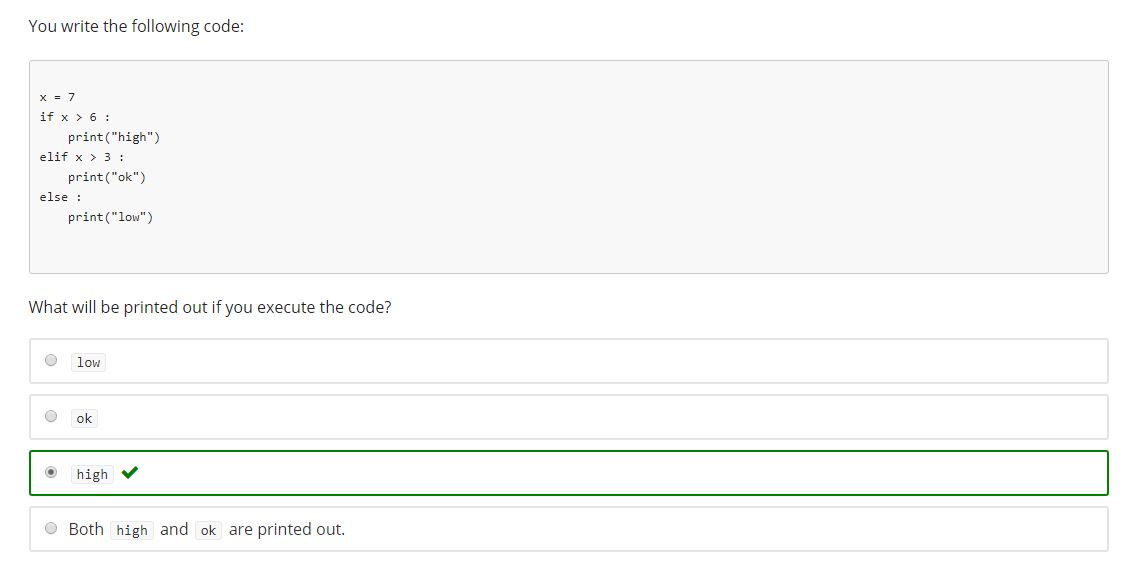 You write the following code:
x = 7
if x > 6 :
    print("high")
elif x > 3 :
    print("ok")
else :
    print("low")
What will be printed out if you execute the code?
low
ok
high
Both high and ok are printed out.